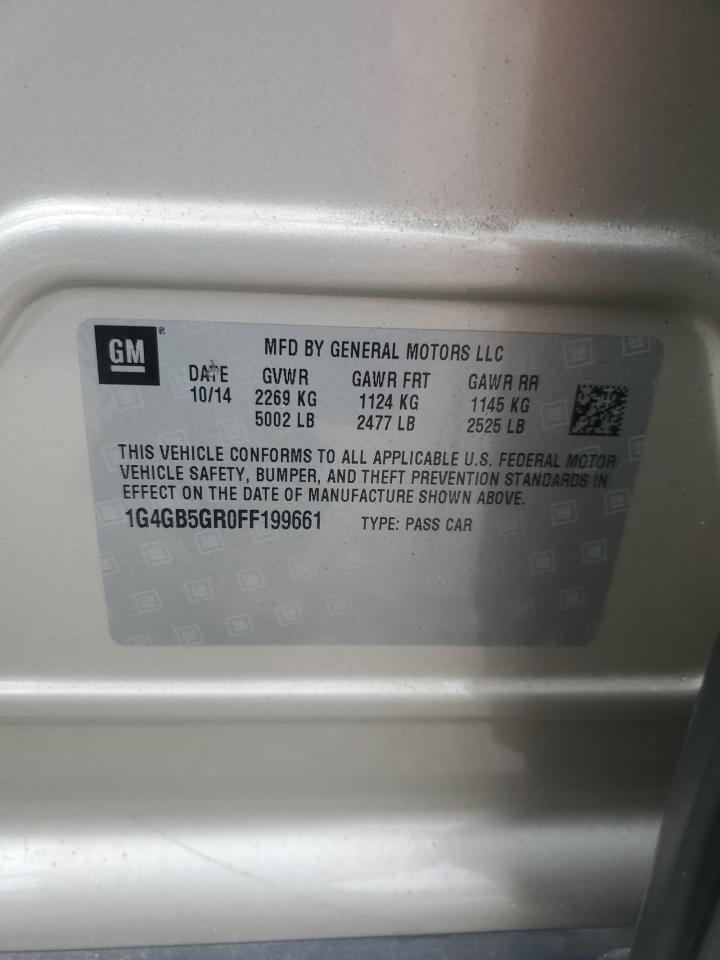 GM
MFD BY GENERAL MOTORS LLC
DATE GVWR GAWR FRT GAWR RR
10/14 2269 KG 1124 KG 1145 KG
5002 LB 2477 LB 2525 LB
THIS VEHICLE CONFORMS TO ALL APPLICABLE U.S. FEDERAL MOTOR
VEHICLE SAFETY, BUMPER, AND THEFT PREVENTION STANDARDS IN
EFFECT ON THE DATE OF MANUFACTURE SHOWN ABOVE.
1G4GB5GR0FF199661 TYPE: PASS CAR